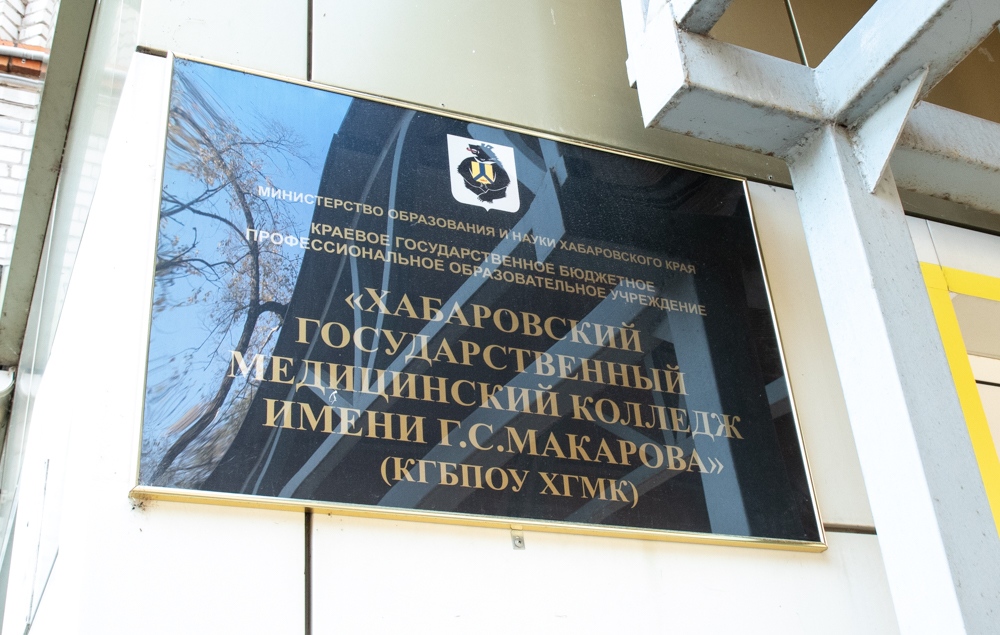 МИНИСТЕРСТВО ОБРАЗОВАНИЯ И НАУКИ ХАБАРОВСКОГО КРАЯ
КРАЕВОЕ ГОСУДАРСТВЕННОЕ БЮДЖЕТНОЕ
ПРОФЕССИОНАЛЬНОЕ ОБРАЗОВАТЕЛЬНОЕ УЧРЕЖДЕНИЕ
«ХАБАРОВСКИЙ
ГОСУДАРСТВЕННЫЙ
МЕДИЦИНСКИЙ КОЛЛЕДЖ
ИМЕНИ Г.С.МАКАРОВА»
(КГБПОУ ХГМК)